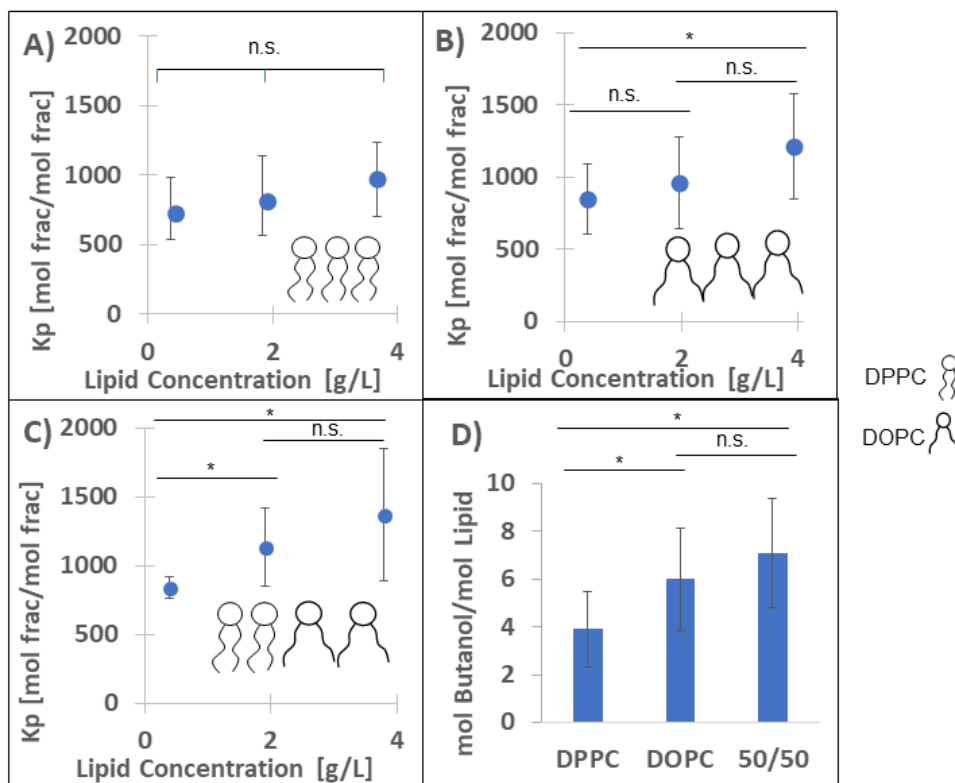 A)
n.s.
2000
1500
1000
500
0
0 2 4
Kp [mol frac/mol frac]
Lipid Concentration [g/L]
B)
*
n.s.
n.s.
2000
1500
1000
500
0
0 2 4
Kp [mol frac/mol frac]
Lipid Concentration [g/L]
DPPC
DOPC
C)
*
n.s.
*
2000
1500
1000
500
0
0 2 4
Kp [mol frac/mol frac]
Lipid Concentration [g/L]
D)
*
n.s.
*
10
8
6
4
2
0
mol Butanol/mol Lipid
DPPC DOPC 50/50